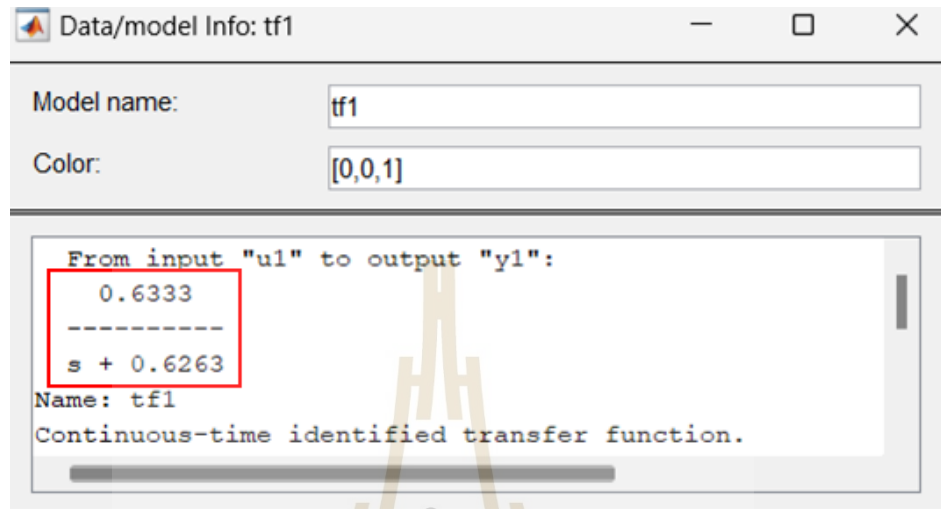 Data/model Info: tf1
Model name:
tf1
Color:
[0,0,1]
From input "u1" to output "y1":
0.6333
----------
s + 0.6263
Name: tf1
Continuous-time identified transfer function.